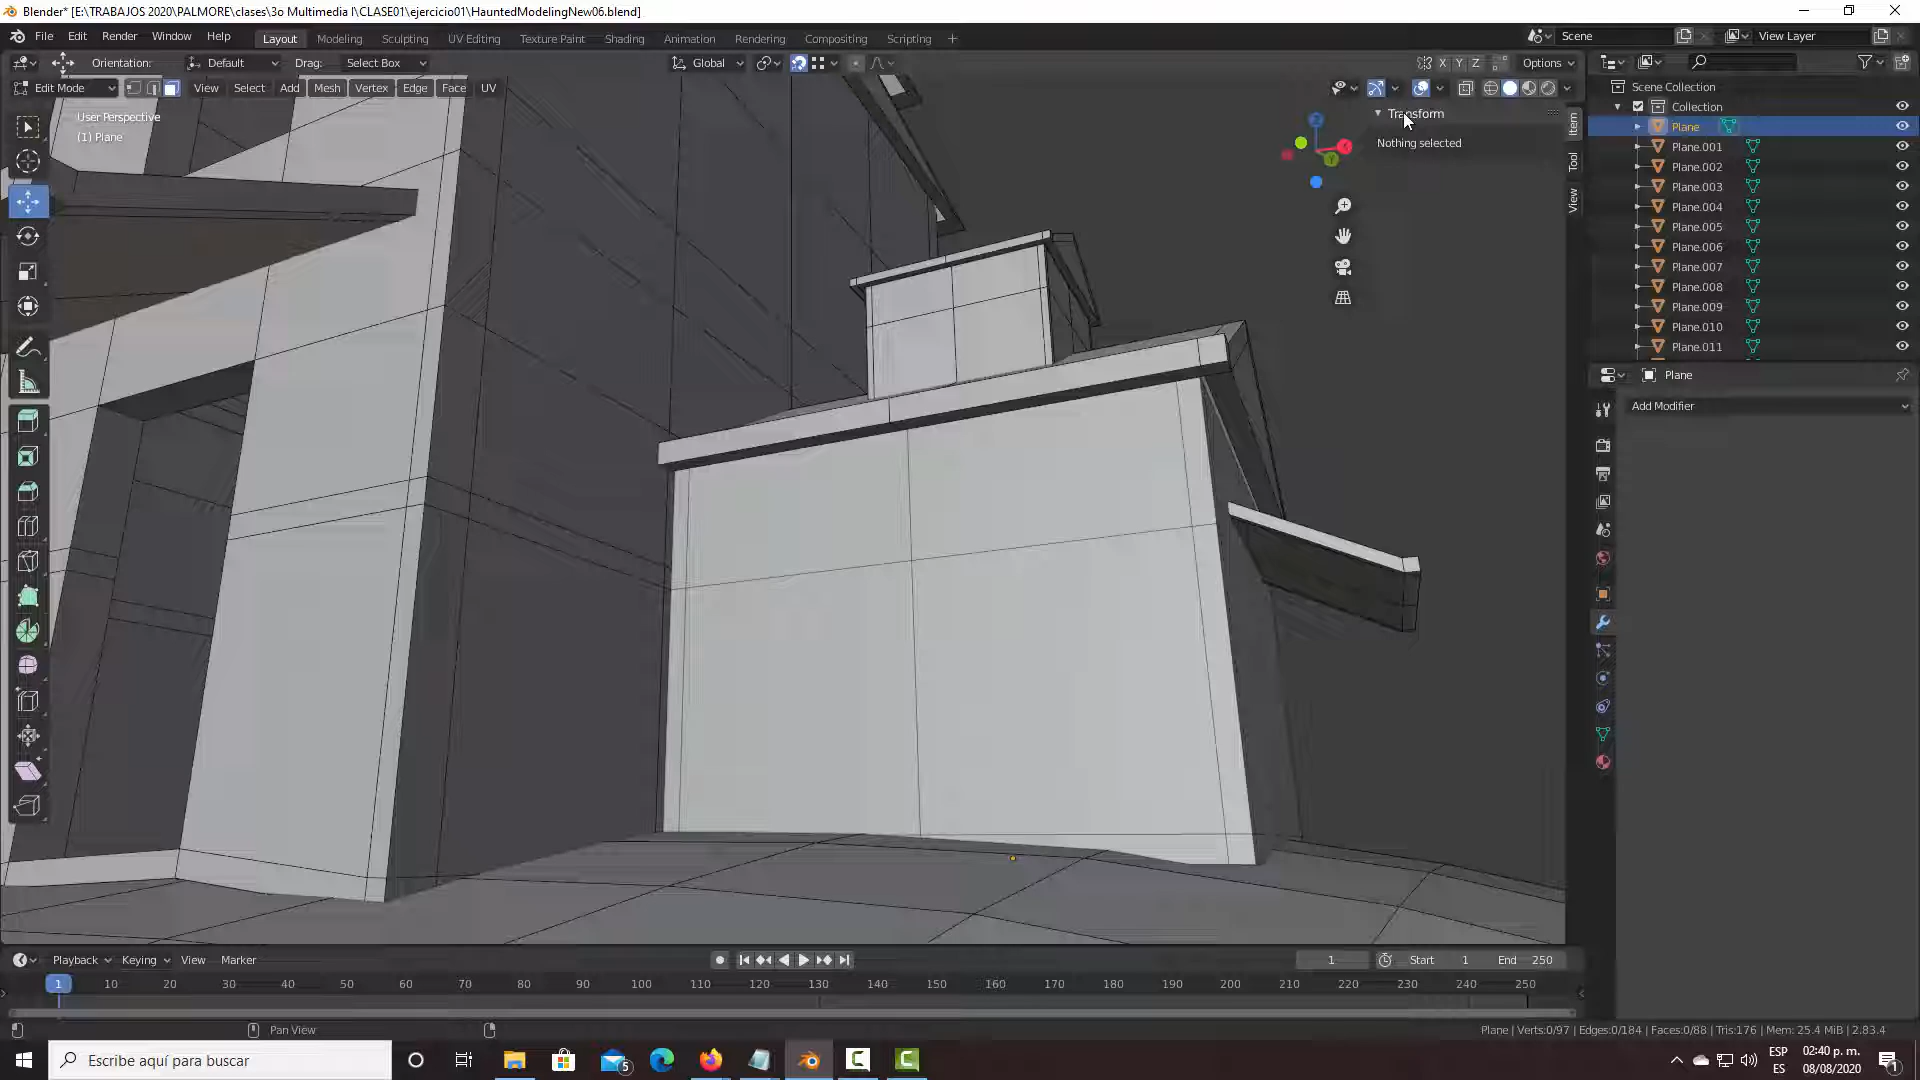 Blender* [E:\TRABAJOS 2020\PALMORE\clases\3o Multimedia I\CLASE01\ejercicio01\HauntedModelingNew06.blend]
File Edit Render Window Help Layout Modeling Sculpting UV Editing Texture Paint Shading Animation Rendering Compositing Scripting + Scene View Layer
Orientation: Default Drag: Select Box Global X Y Z Options
Edit Mode View Select Add Mesh Vertex Edge Face UV
User Perspective
(1) Plane
Transform
Nothing selected
Item
Tool
View
Scene Collection
Collection
Plane
Plane.001
Plane.002
Plane.003
Plane.004
Plane.005
Plane.006
Plane.007
Plane.008
Plane.009
Plane.010
Plane.011
Plane
Add Modifier
Playback Keying View Marker 1 Start 1 End 250
1 10 20 30 40 50 60 70 80 90 100 110 120 130 140 150 160 170 180 190 200 210 220 230 240 250
Pan View
Plane | Verts:0/97 | Edges:0/184 | Faces:0/88 | Tris:176 | Mem: 25.4 MiB | 2.83.4
Escribe aquí para buscar
5
ESP
ES
02:40 p. m.
08/08/2020
1